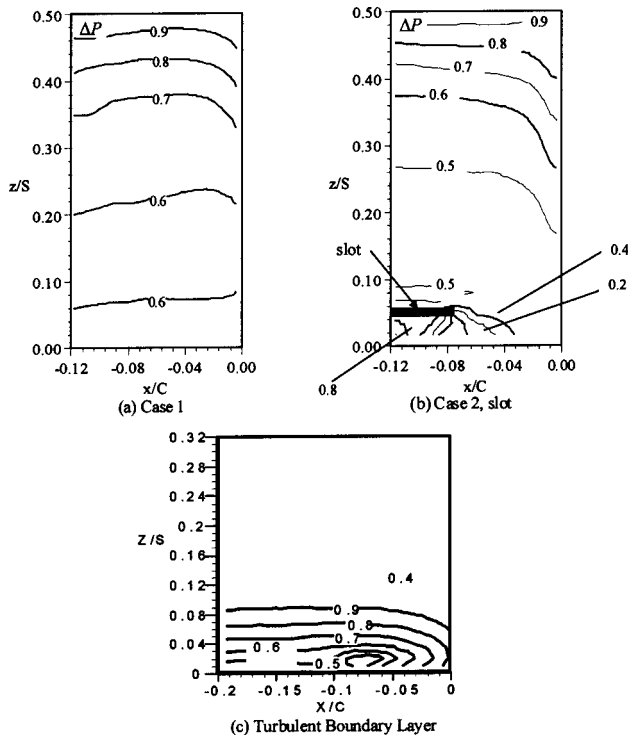 ΔP
0.50
0.9
0.40
0.8
0.7
0.30
z/S
0.20
0.6
0.10
0.6
0.00
-0.12 -0.08 -0.04 0.00
x/C
(a) Case 1
ΔP
0.50
0.9
0.8
0.40
0.7
0.6
0.30
0.5
z/S
0.20
slot
0.4
0.10
0.5
0.2
0.00
-0.12 -0.08 -0.04 0.00
0.8
x/C
(b) Case 2, slot
0.32
0.28
0.24
0.2
Z/S
0.16
0.12
0.4
0.08
0.9
0.8
0.04
0.6
0.7
0
0.5
-0.2 -0.15 -0.1 -0.05 0
X/C
(c) Turbulent Boundary Layer